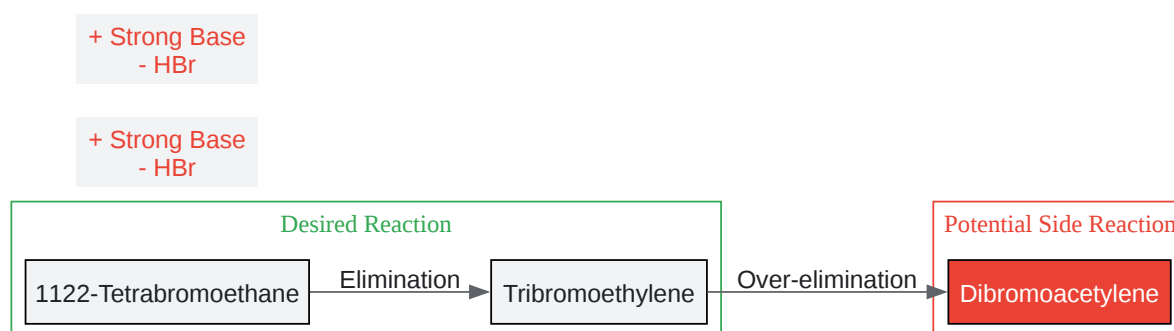 + Strong Base
- HBr
+ Strong Base
- HBr
Desired Reaction
Potential Side Reaction
1122-Tetrabromoethane
Elimination
Tribromoethylene
Over-elimination
Dibromoacetylene